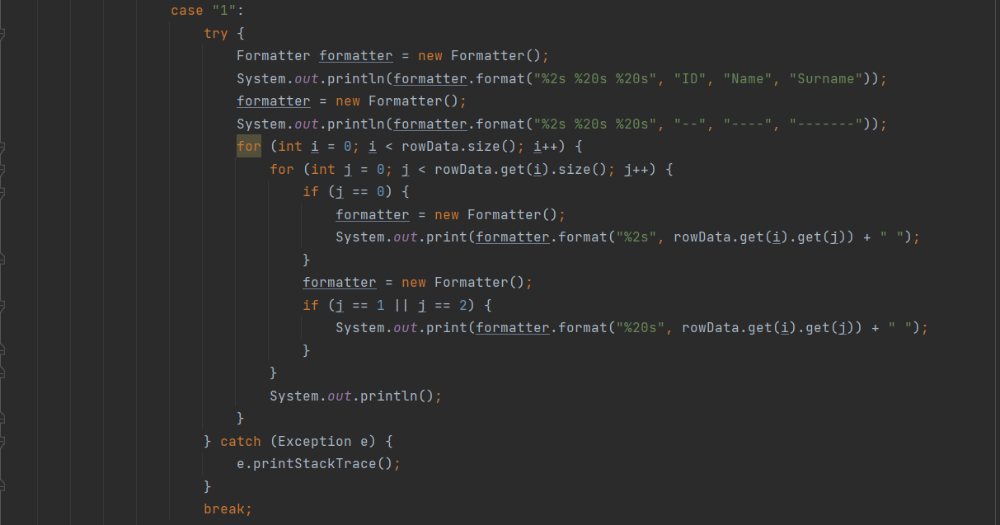 case "1":
    try {
        Formatter formatter = new Formatter();
        System.out.println(formatter.format("%2s %20s %20s", "ID", "Name", "Surname"));
        formatter = new Formatter();
        System.out.println(formatter.format("%2s %20s %20s", "--", "----", "-------"));
        for (int i = 0; i < rowData.size(); i++) {
            for (int j = 0; j < rowData.get(i).size(); j++) {
                if (j == 0) {
                    formatter = new Formatter();
                    System.out.print(formatter.format("%2s", rowData.get(i).get(j)) + " ");
                }
                formatter = new Formatter();
                if (j == 1 || j == 2) {
                    System.out.print(formatter.format("%20s", rowData.get(i).get(j)) + " ");
                }
            }
            System.out.println();
        }
    } catch (Exception e) {
        e.printStackTrace();
    }
    break;